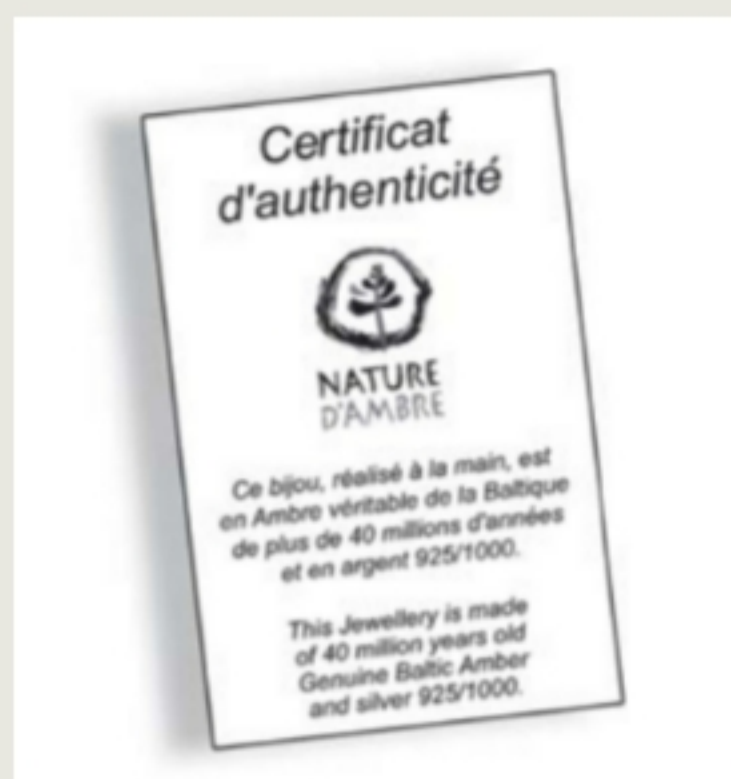 Certificat
d'authenticité
NATURE
D'AMBRE
Ce bijou, réalisé à la main, est
en Ambre véritable de la Baltique
de plus de 40 millions d'années
et en argent 925/1000.
This Jewellery is made
of 40 million years old
Genuine Baltic Amber
and silver 925/1000.